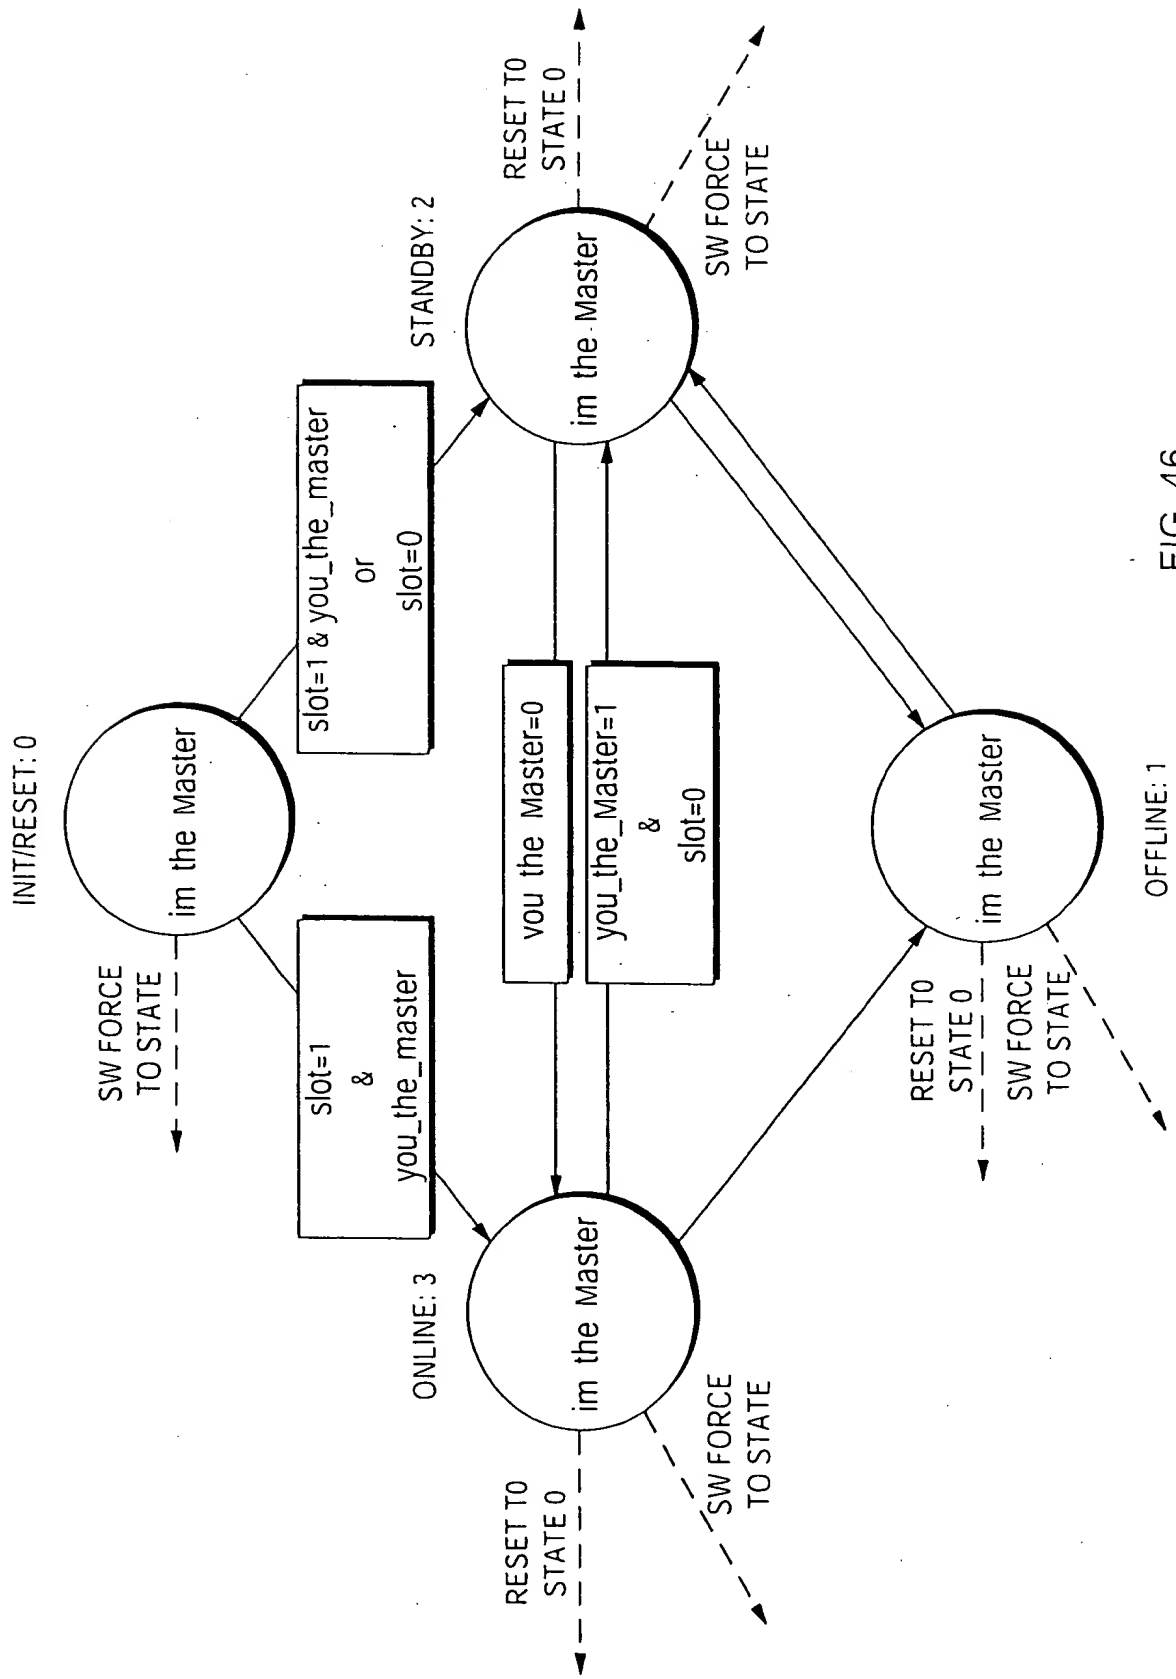 INIT/RESET: 0
im the Master
SW FORCE
TO STATE
slot=1
&
you_the_master
slot=1 & you_the_master
or
slot=0
ONLINE: 3
im the Master
RESET TO
STATE 0
SW FORCE
TO STATE
vou the Master=0
you_the_Master=1
&
slot=0
STANDBY: 2
im the Master
RESET TO
STATE 0
SW FORCE
TO STATE
im the Master
RESET TO
STATE 0
SW FORCE
TO STATE
OFFLINE: 1
FIG. 46